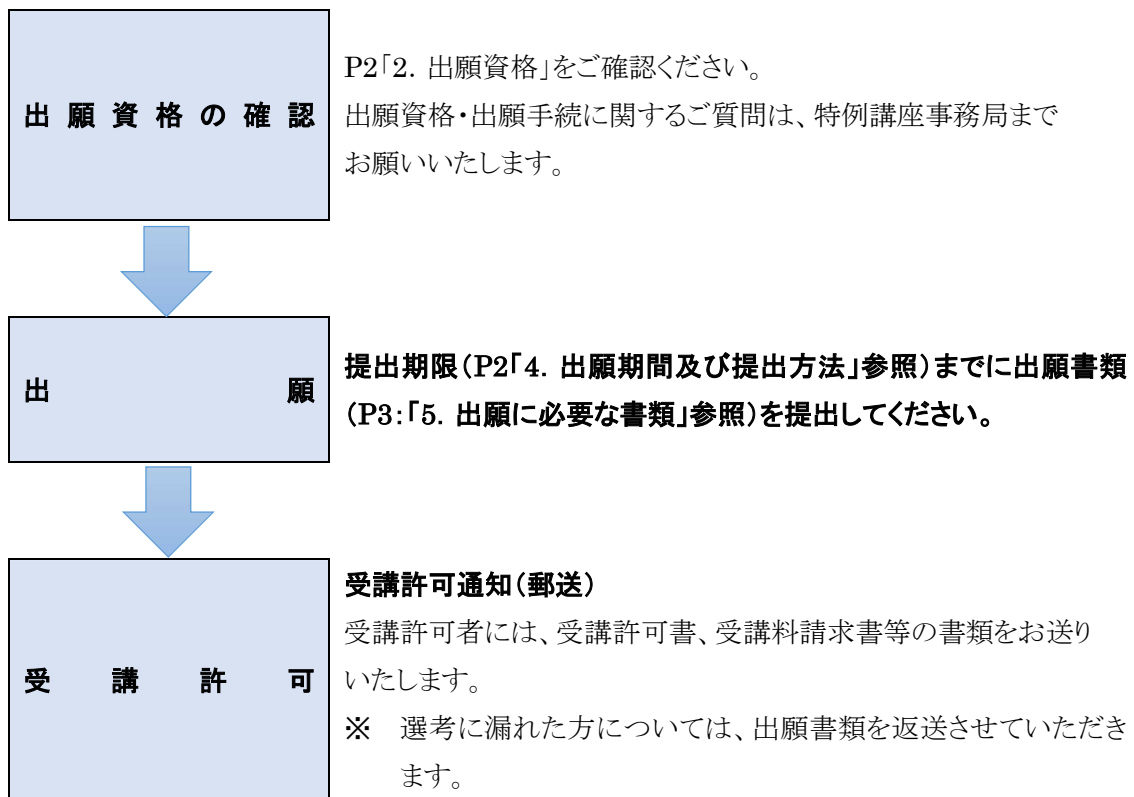 出願資格の確認
P2「2. 出願資格」をご確認ください。
出願資格・出願手続に関するご質問は、特例講座事務局まで
お願いいたします。
出願
提出期限（P2「4. 出願期間及び提出方法」参照）までに出願書類
（P3：「5. 出願に必要な書類」参照）を提出してください。
受講許可
受講許可通知（郵送）
受講許可者には、受講許可書、受講料請求書等の書類をお送り
いたします。
※　選考に漏れた方については、出願書類を返送させていただき
ます。